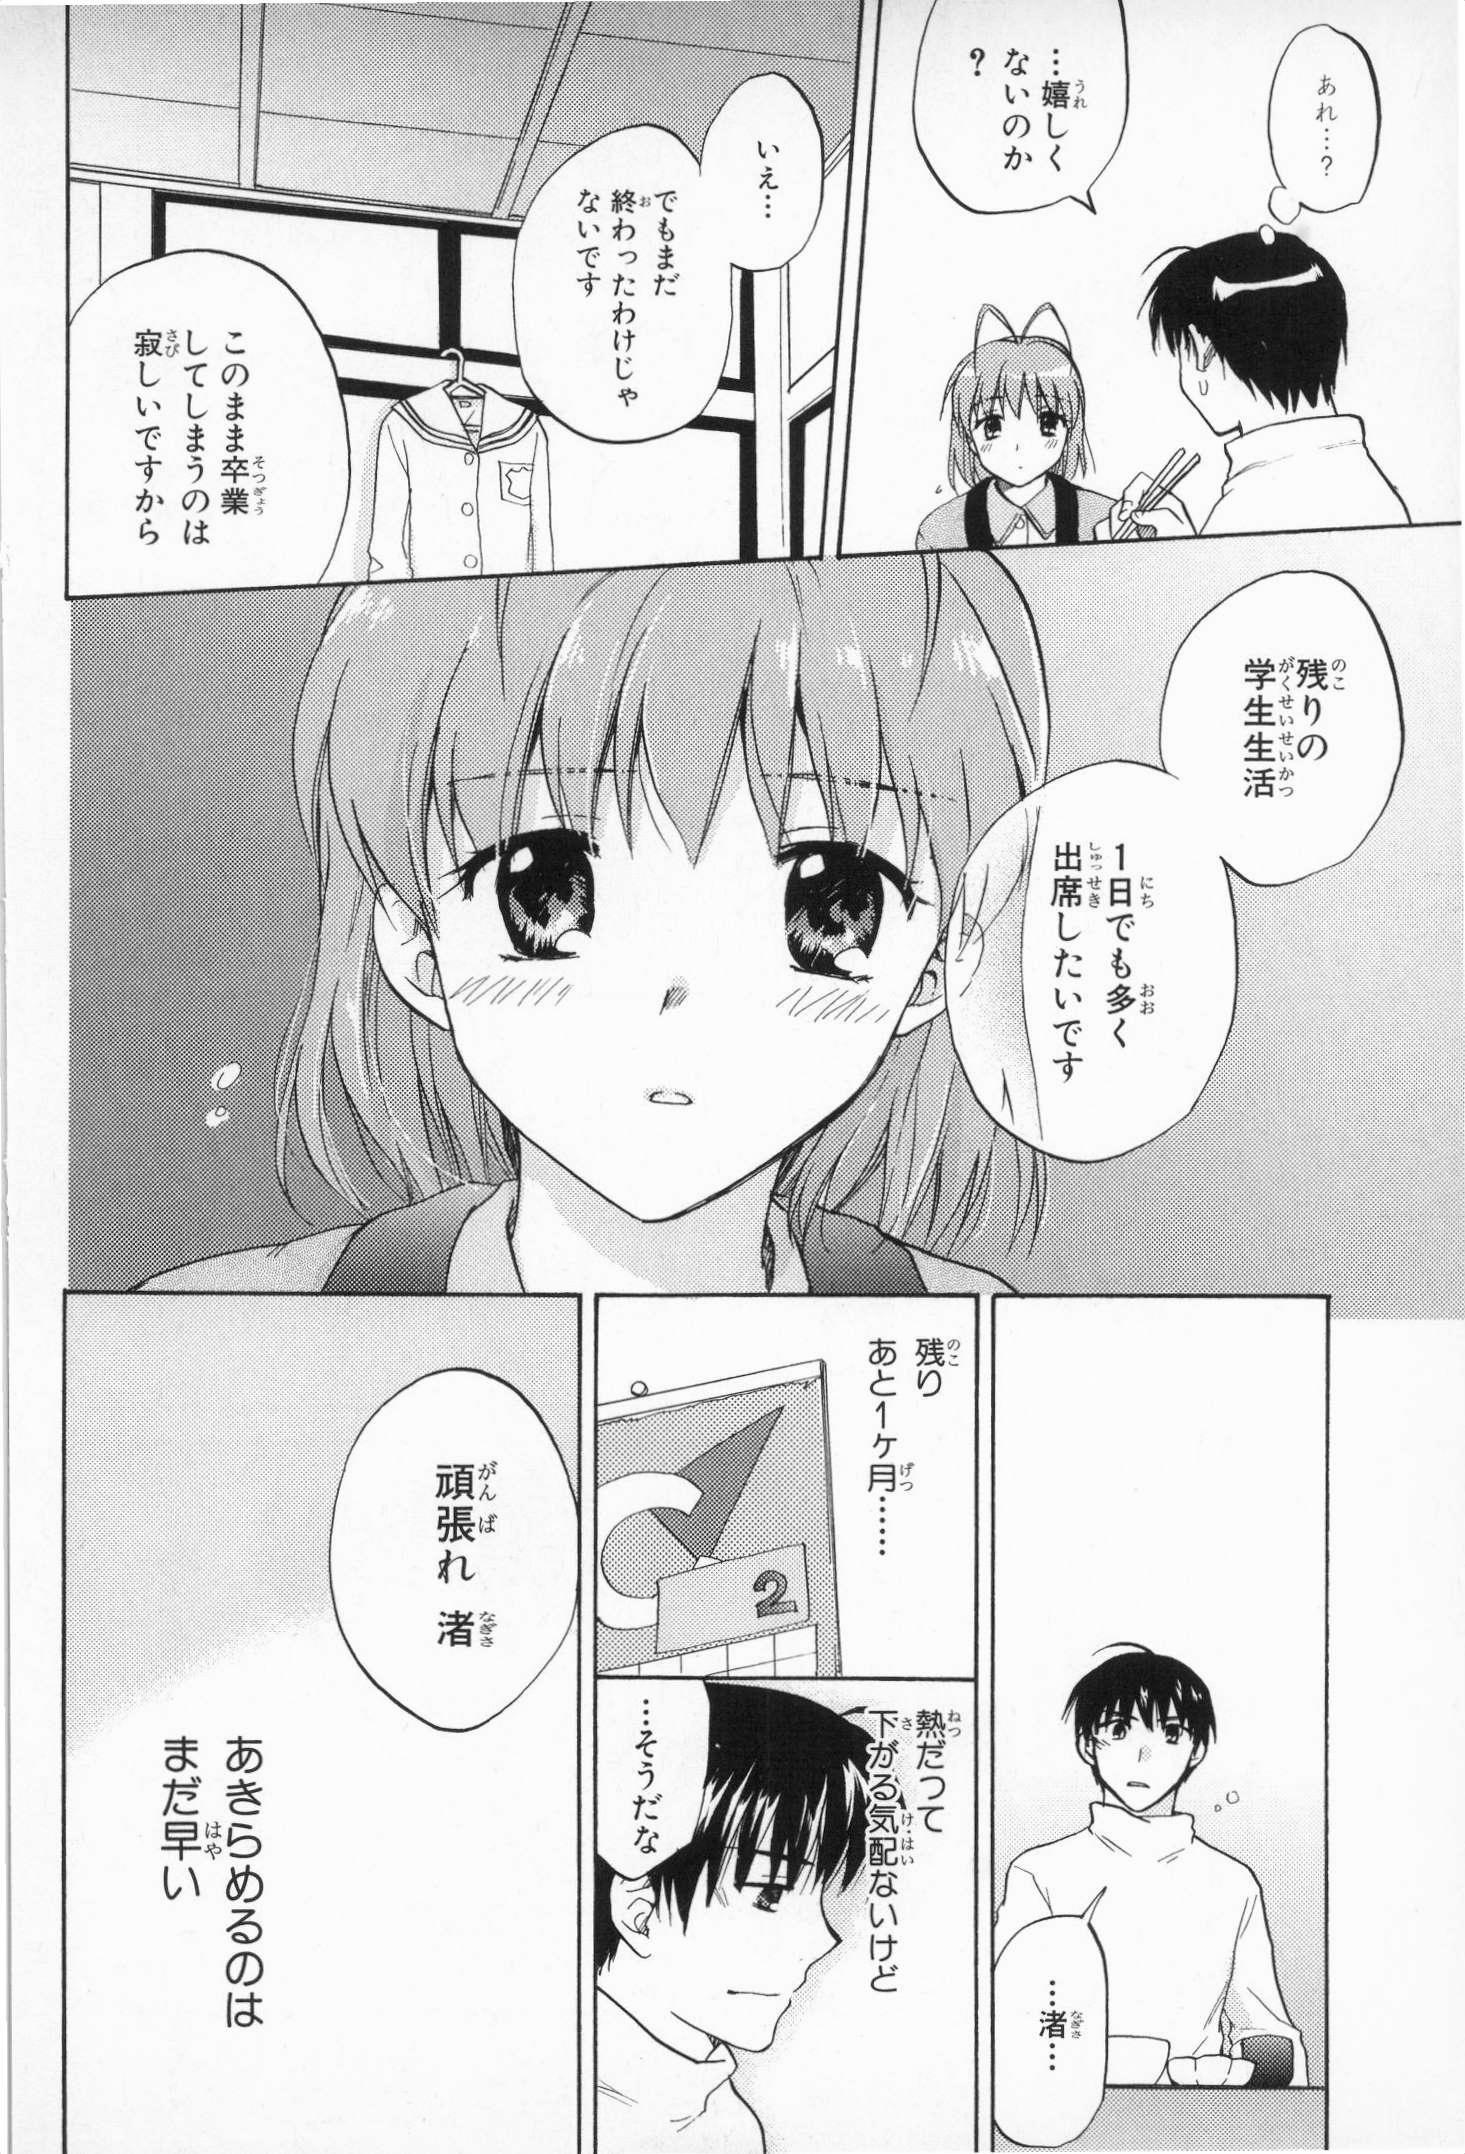 あれ…？
…嬉しく
ないのか
？
いえ…
でもまだ
終わったわけじゃ
ないです
このまま卒業
してしまうのは
寂しいですから
残りの
学生生活
1日でも多く
出席したいです
…渚…
残り
あと1ヶ月……
2
熱だって
下がる気配ないけど
…そうだな
頑張れ 渚
あきらめるのは
まだ早い